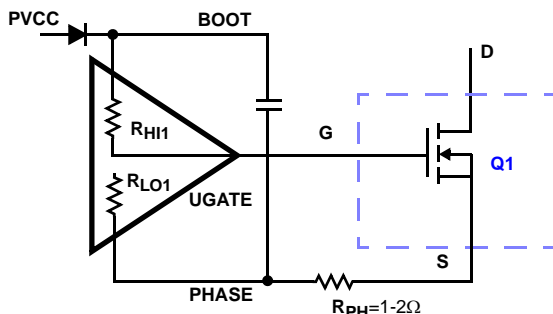 PVCC
BOOT
D
RHI1
G
Q1
RLO1
UGATE
S
PHASE
RPH=1-2Ω